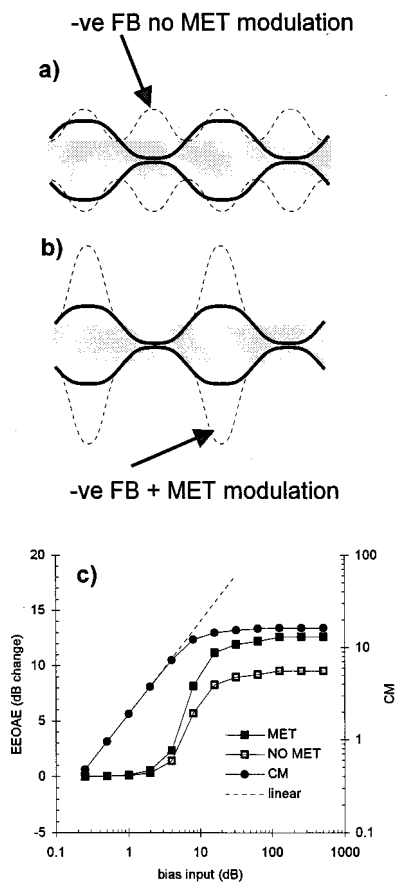 -ve FB no MET modulation
a)
b)
-ve FB + MET modulation
c)
EEOAE (dB change)
20
15
10
5
0
-5
CM
100
10
1
0.1
MET
NO MET
CM
linear
0.1 1 10 100 1000
bias input (dB)